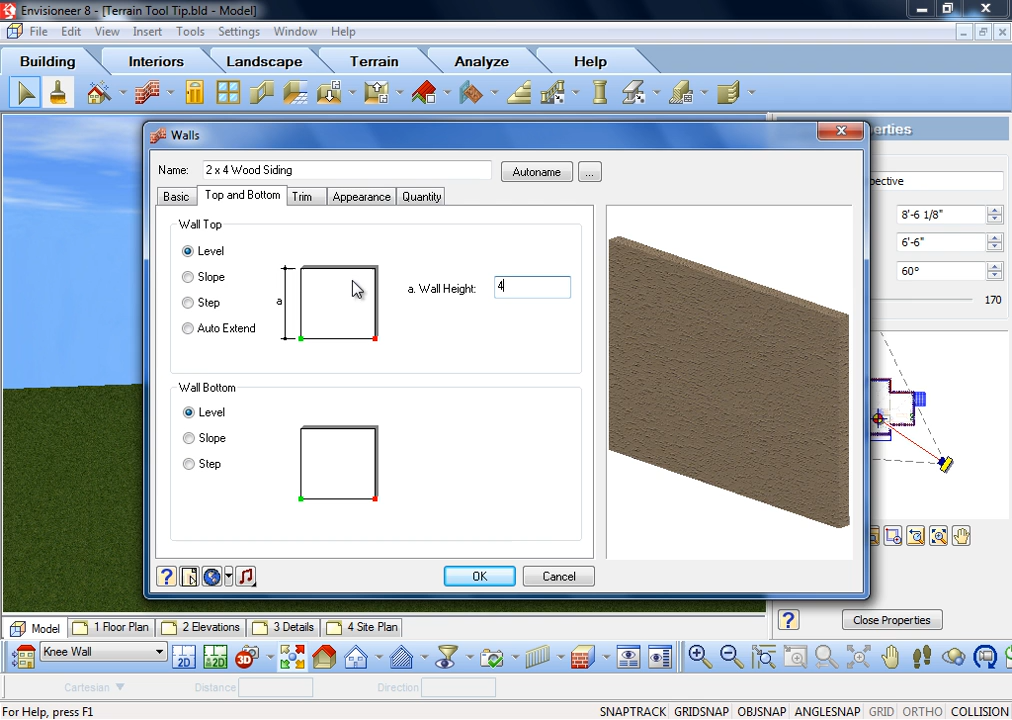 Envisioneer 8 - [Terrain Tool Tip.bld - Model]
File Edit View Insert Tools Settings Window Help
Building Interiors Landscape Terrain Analyze Help
Walls
Name: 2 x 4 Wood Siding Autoname ...
Basic Top and Bottom Trim Appearance Quantity
Wall Top
Level
Slope
Step
Auto Extend
a
a. Wall Height: 4
Wall Bottom
Level
Slope
Step
OK Cancel
8'-6 1/8"
6'-6"
60°
170
Close Properties
Model 1 Floor Plan 2 Elevations 3 Details 4 Site Plan
Knee Wall 2D 2D 3D
Cartesian Distance Direction
For Help, press F1 SNAPTRACK GRIDSNAP OBJSNAP ANGLESNAP GRID ORTHO COLLISION